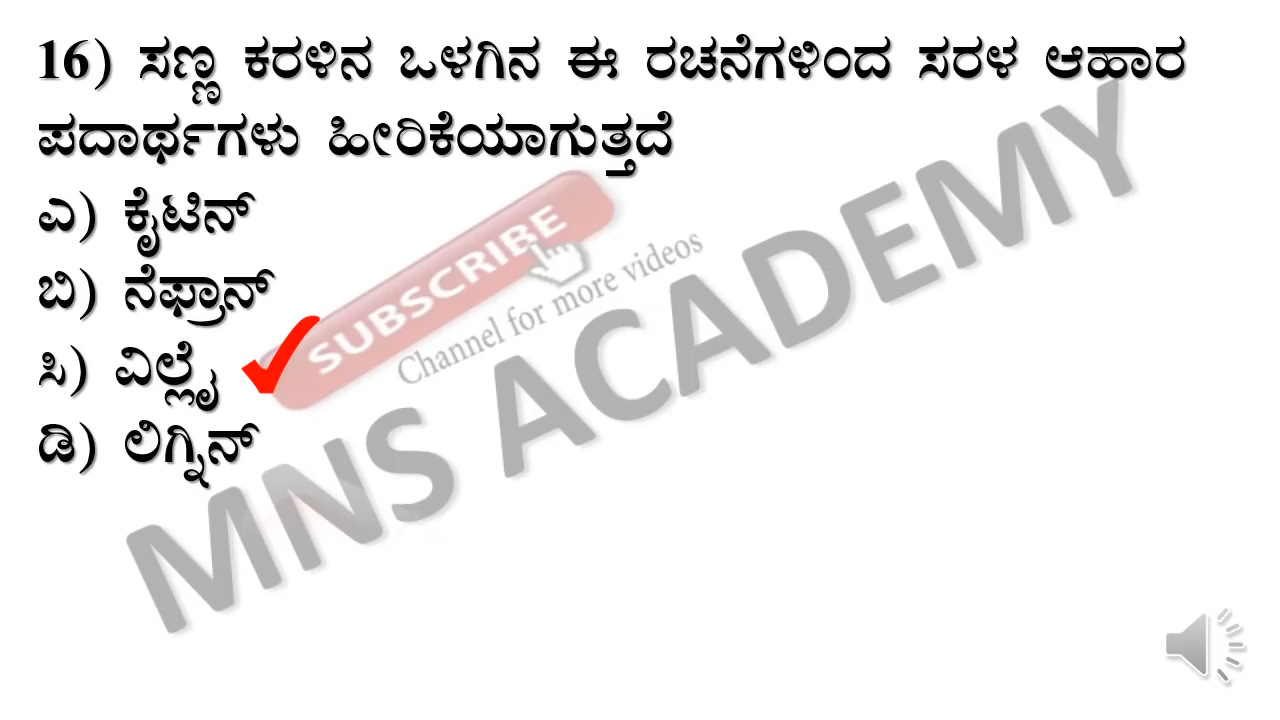 16) ಸಣ್ಣ ಕರಳಿನ ಒಳಗಿನ ಈ ರಚನೆಗಳಿಂದ ಸರಳ ಆಹಾರ
ಪದಾರ್ಥಗಳು ಹೀರಿಕೆಯಾಗುತ್ತದೆ
ಎ) ಕೈಟಿನ್
ಬಿ) ನೆಫ್ರಾನ್
ಸಿ) ವಿಲ್ಲೈ
ಡಿ) ಲಿಗ್ನಿನ್
SUBSCRIBE
Channel for more videos
MNS ACADEMY